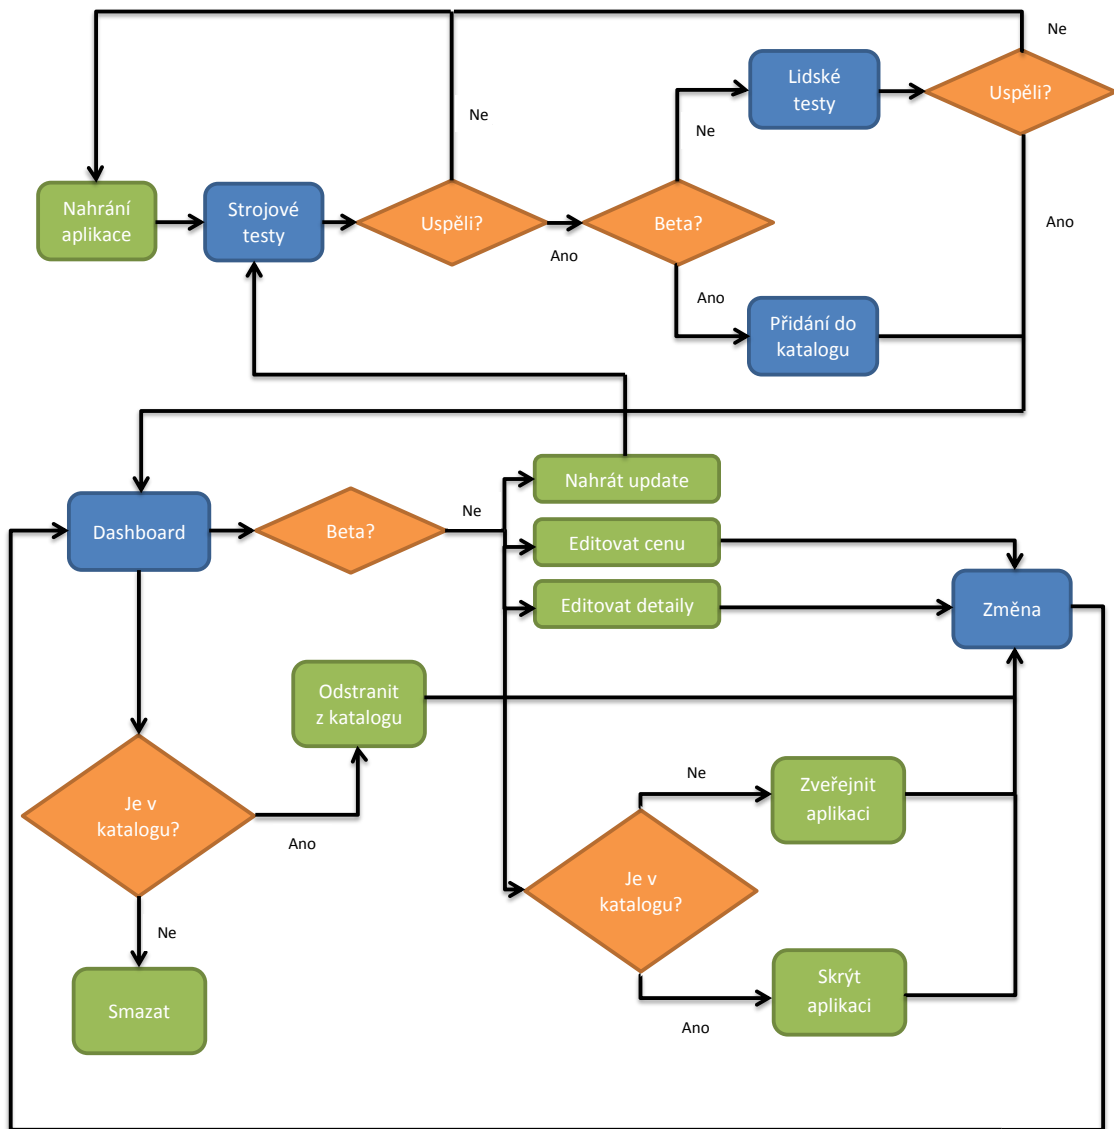 Ne
Lidské
testy
Uspěli?
Ne
Ne
Nahrání
aplikace
Strojové
testy
Uspěli?
Beta?
Ano
Ano
Ano
Přidání do
katalogu
Nahrát update
Dashboard
Beta?
Ne
Editovat cenu
Editovat detaily
Změna
Odstranit
z katalogu
Je v
katalogu?
Ano
Ne
Zveřejnit
aplikaci
Je v
katalogu?
Ne
Smazat
Skrýt
aplikaci
Ano